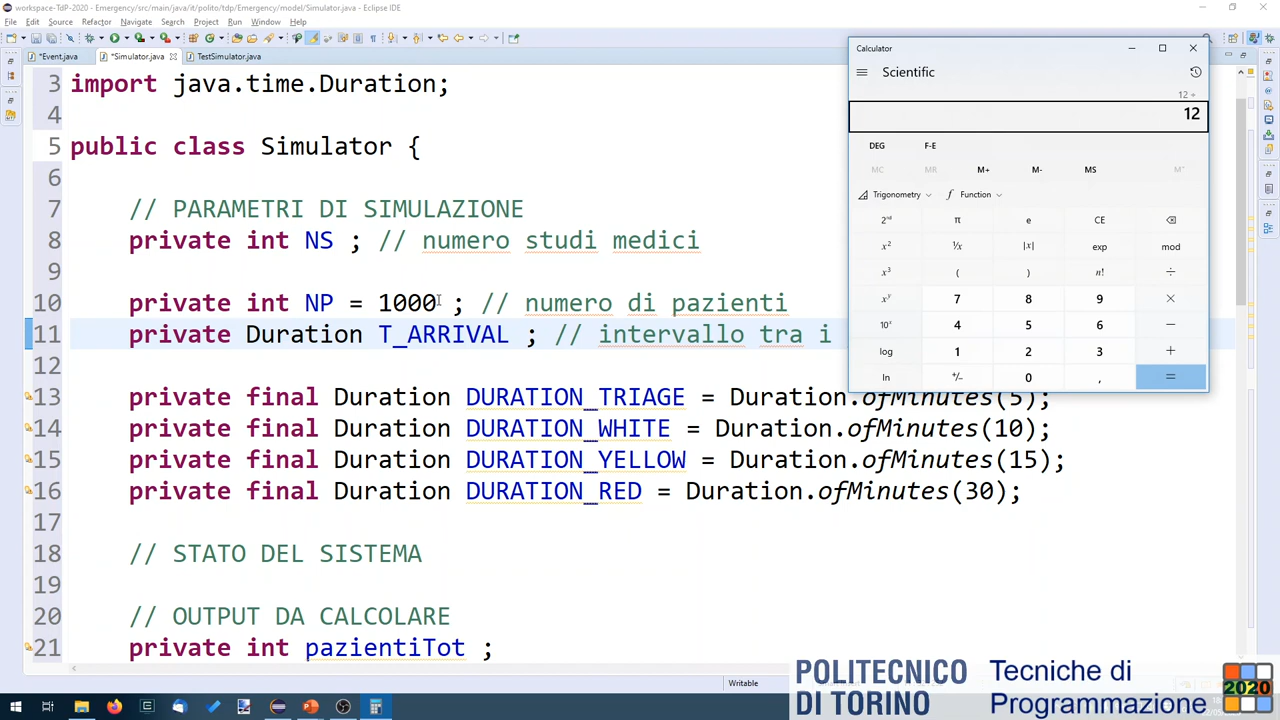 workspace-TdP-2020 - Emergency/src/main/java/it/polito/tdp/Emergency/model/Simulator.java - Eclipse IDE
File Edit Source Refactor Navigate Search Project Run Window Help
*Event.java *Simulator.java TestSimulator.java
3 import java.time.Duration;
4
5 public class Simulator {
6
7 // PARAMETRI DI SIMULAZIONE
8 private int NS ; // numero studi medici
9
10 private int NP = 1000 ; // numero di pazienti
11 private Duration T_ARRIVAL ; // intervallo tra i
12
13 private final Duration DURATION_TRIAGE = Duration.ofMinutes(5);
14 private final Duration DURATION_WHITE = Duration.ofMinutes(10);
15 private final Duration DURATION_YELLOW = Duration.ofMinutes(15);
16 private final Duration DURATION_RED = Duration.ofMinutes(30);
17
18 // STATO DEL SISTEMA
19
20 // OUTPUT DA CALCOLARE
21 private int pazientiTot ;
Calculator
Scientific
12 ÷
12
DEG F-E
MC MR M+ M- MS M˅
Trigonometry Function
2ⁿᵈ π e CE
x² ¹/x |x| exp mod
x³ ( ) n! ÷
xʸ 7 8 9 ×
10ˣ 4 5 6 −
log 1 2 3 +
ln +/− 0 , =
Writable
POLITECNICO
DI TORINO
Tecniche di
Programmazione
2020